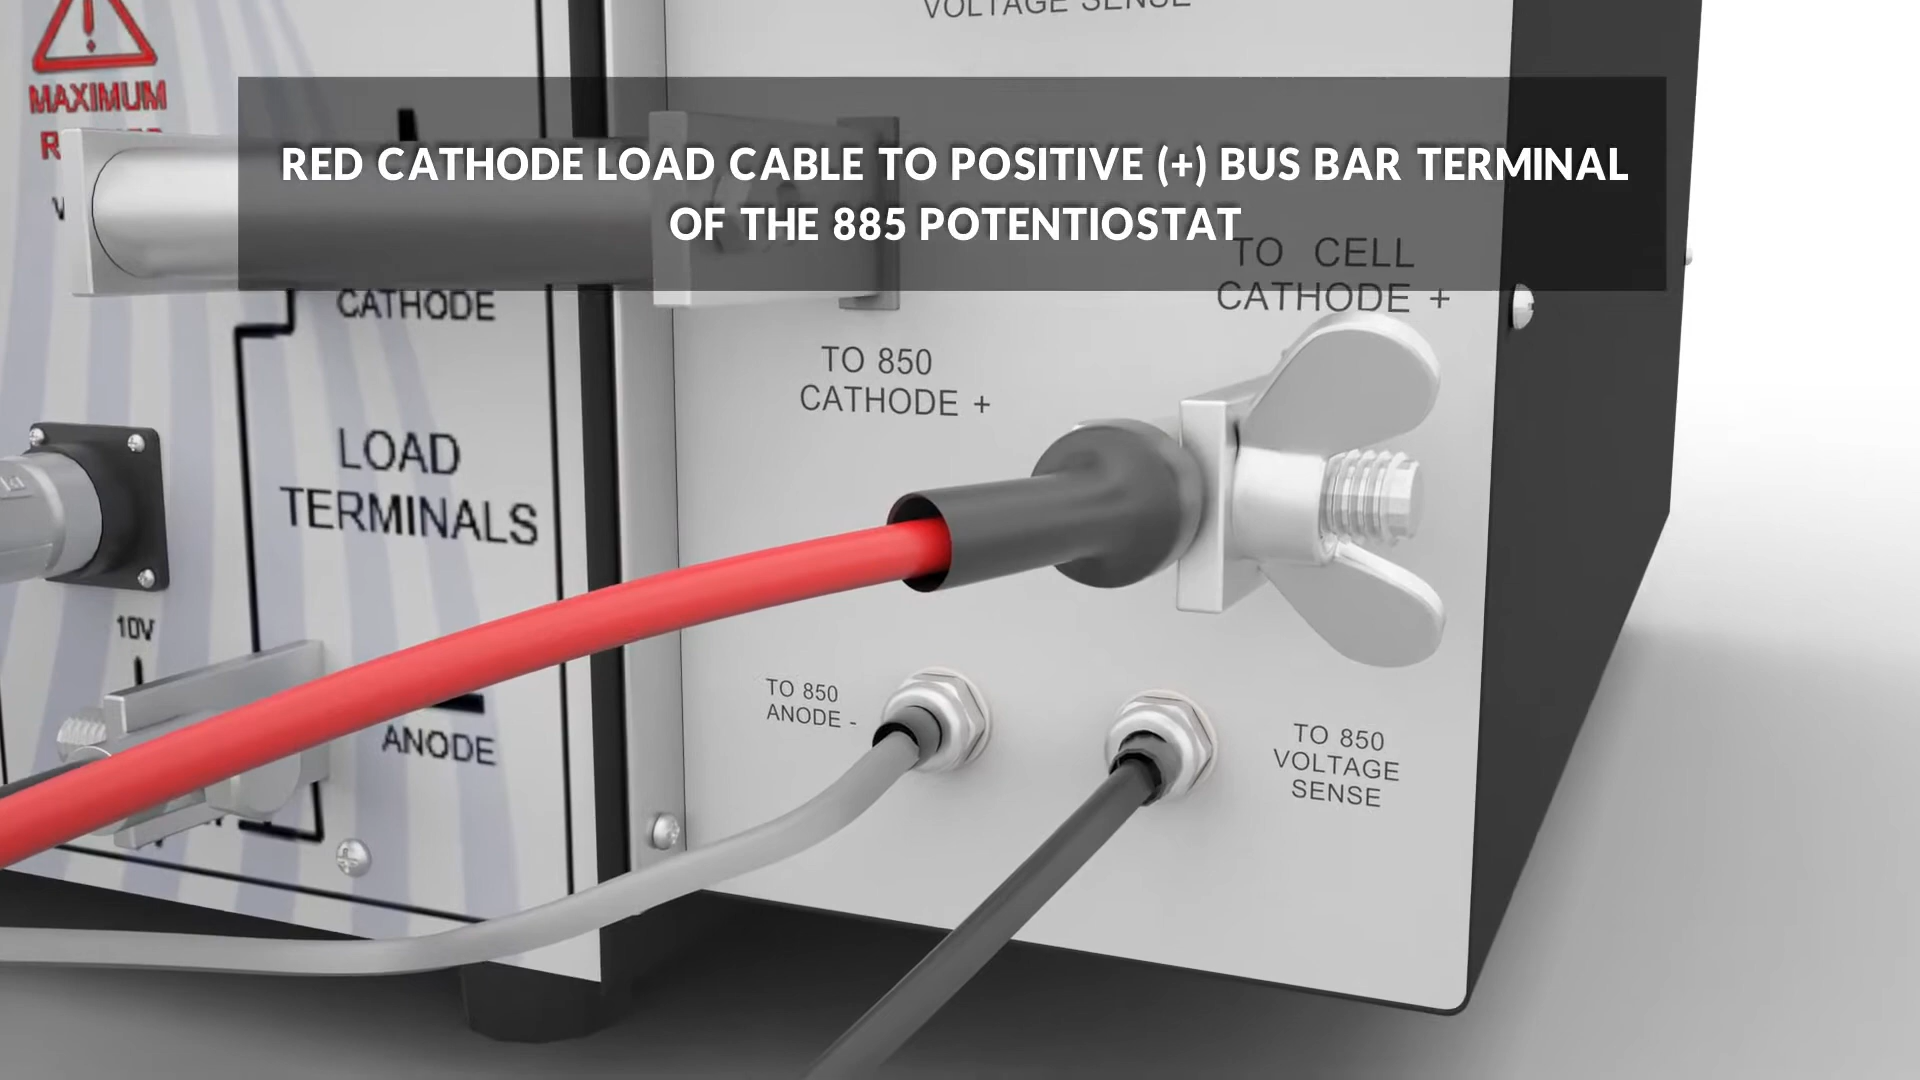 VOLTAGE SENSE
MAXIMUM
RED CATHODE LOAD CABLE TO POSITIVE (+) BUS BAR TERMINAL
OF THE 885 POTENTIOSTAT
TO CELL
CATHODE +
CATHODE
TO 850
CATHODE +
LOAD
TERMINALS
10V
ANODE
TO 850
ANODE -
TO 850
VOLTAGE
SENSE